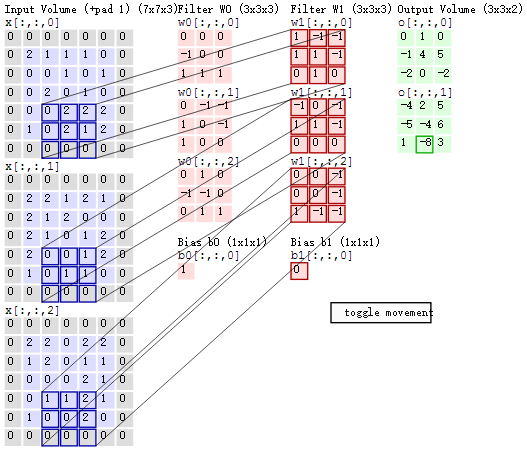 Input Volume (+pad 1) (7x7x3)
x[:,:,0]
0 0 0 0 0 0 0
0 2 1 1 1 0 0
0 0 0 1 0 1 0
0 0 2 0 1 0 0
0 0 0 2 2 2 0
0 1 0 2 1 2 0
0 0 0 0 0 0 0
x[:,:,1]
0 0 0 0 0 0 0
0 2 2 1 2 1 0
0 2 1 2 0 0 0
0 0 2 1 2 1 0
0 2 0 0 1 0 0
0 1 0 1 0 0 0
0 0 0 0 0 0 0
x[:,:,2]
0 0 0 0 0 0 0
0 2 2 0 2 2 0
0 1 2 0 1 1 0
0 0 0 0 2 1 0
0 0 1 1 2 1 0
0 1 0 0 2 0 0
0 0 0 0 0 0 0
Filter W0 (3x3x3)
w0[:,:,0]
0 0 0
-1 0 0
1 1 1
w0[:,:,1]
0 -1 -1
1 0 -1
1 0 0
w0[:,:,2]
0 1 0
-1 -1 0
0 1 1
Bias b0 (1x1x1)
b0[:,:,0]
1
Filter W1 (3x3x3)
w1[:,:,0]
1 -1 -1
1 1 -1
0 1 0
w1[:,:,1]
-1 0 -1
1 1 -1
0 0
w1[:,:,2]
0 0 -1
0 0 -1
1 -1 -1
Bias b1 (1x1x1)
b1[:,:,0]
0
Output Volume (3x3x2)
o[:,:,0]
0 1 0
-1 4 5
-2 0 -2
o[:,:,1]
-4 2 5
-5 -4 6
1 -8 3
toggle movement